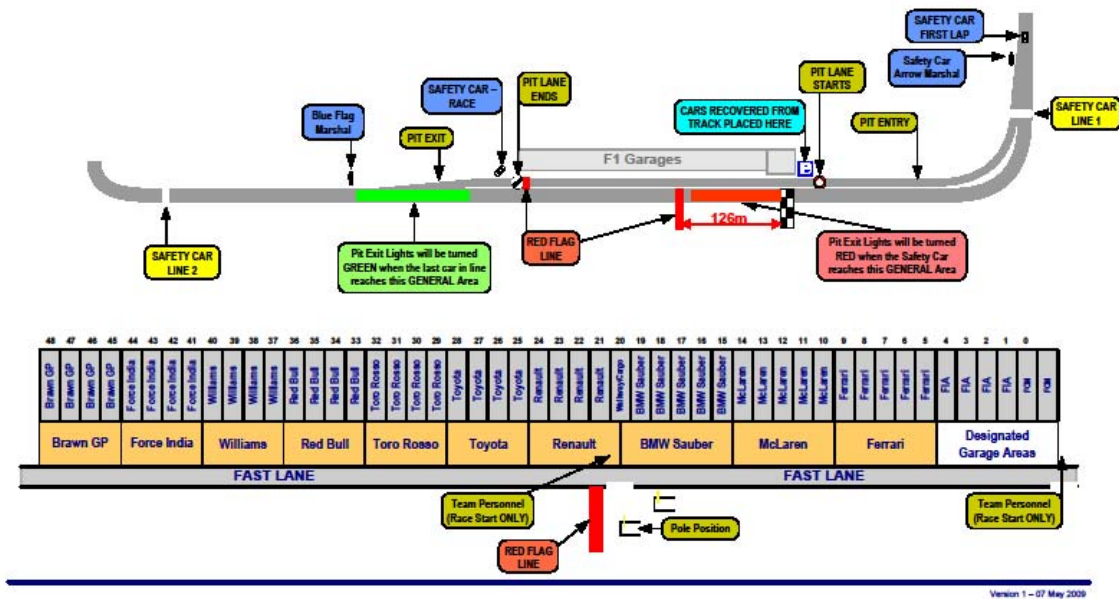 SAFETY CAR
FIRST LAP
Safety Car
Arrow Marshal
PIT LANE
STARTS
PIT LANE
ENDS
SAFETY CAR –
RACE
CARS RECOVERED FROM
TRACK PLACED HERE
SAFETY CAR
LINE 1
Blue Flag
Marshal
PIT EXIT
PIT ENTRY
F1 Garages
P
126m
SAFETY CAR
LINE 2
Pit Exit Lights will be turned
GREEN when the last car in line
reaches this GENERAL Area
RED FLAG
LINE
Pit Exit Lights will be turned
RED when the Safety Car
reaches this GENERAL Area
48 47 46 45 44 43 42 41 40 39 38 37 36 35 34 33 32 31 30 29 28 27 26 25 24 23 22 21 20 19 18 17 16 15 14 13 12 11 10 9 8 7 6 5 4 3 2 1 0
Brawn GP
Brawn GP
Brawn GP
Brawn GP
Force India
Force India
Force India
Force India
Williams
Williams
Williams
Williams
Red Bull
Red Bull
Red Bull
Red Bull
Toro Rosso
Toro Rosso
Toro Rosso
Toro Rosso
Toyota
Toyota
Toyota
Toyota
Renault
Renault
Renault
Renault
BMW Sauber
BMW Sauber
BMW Sauber
BMW Sauber
BMW Sauber
McLaren
McLaren
McLaren
McLaren
McLaren
Ferrari
Ferrari
Ferrari
Ferrari
Ferrari
FIA
FIA
FIA
FIA
FOM
FOM
Brawn GP
Force India
Williams
Red Bull
Toro Rosso
Toyota
Renault
BMW Sauber
McLaren
Ferrari
Designated
Garage Areas
FAST LANE
FAST LANE
Team Personnel
(Race Start ONLY)
Pole Position
Team Personnel
(Race Start ONLY)
RED FLAG
LINE
Version 1 – 07 May 2009